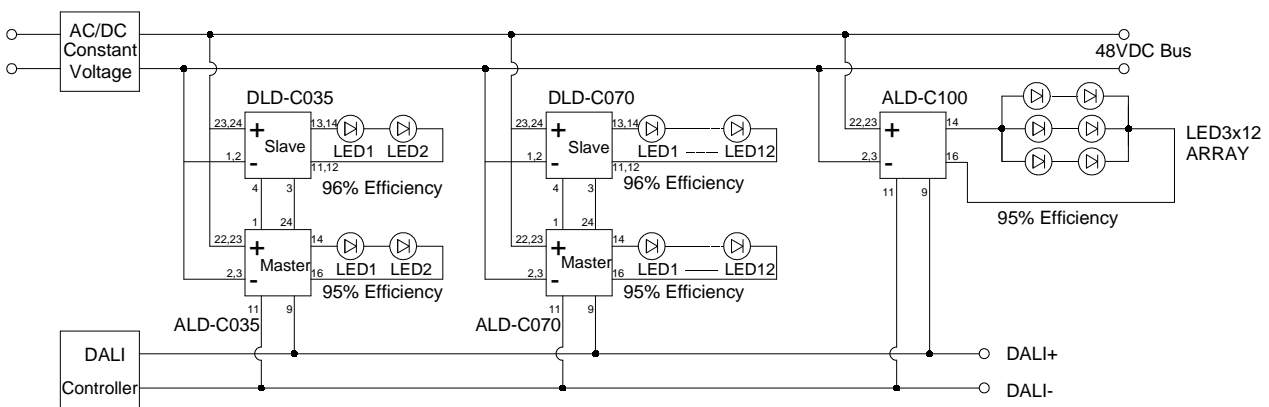 AC/DC
Constant
Voltage
48VDC Bus
DLD-C035
23,24
+
13,14
Slave
LED1 LED2
1,2
-
11,12
4 3
96% Efficiency
1 24
22,23
+
14
Master
LED1 LED2
2,3
-
16
95% Efficiency
11 9
ALD-C035
DLD-C070
23,24
+
13,14
Slave
LED1 LED12
1,2
-
11,12
4 3
96% Efficiency
1 24
22,23
+
14
Master
LED1 LED12
2,3
-
16
95% Efficiency
11 9
ALD-C070
ALD-C100
22,23
+
14
2,3
-
16
11 9
95% Efficiency
LED3x12
ARRAY
DALI
Controller
DALI+
DALI-